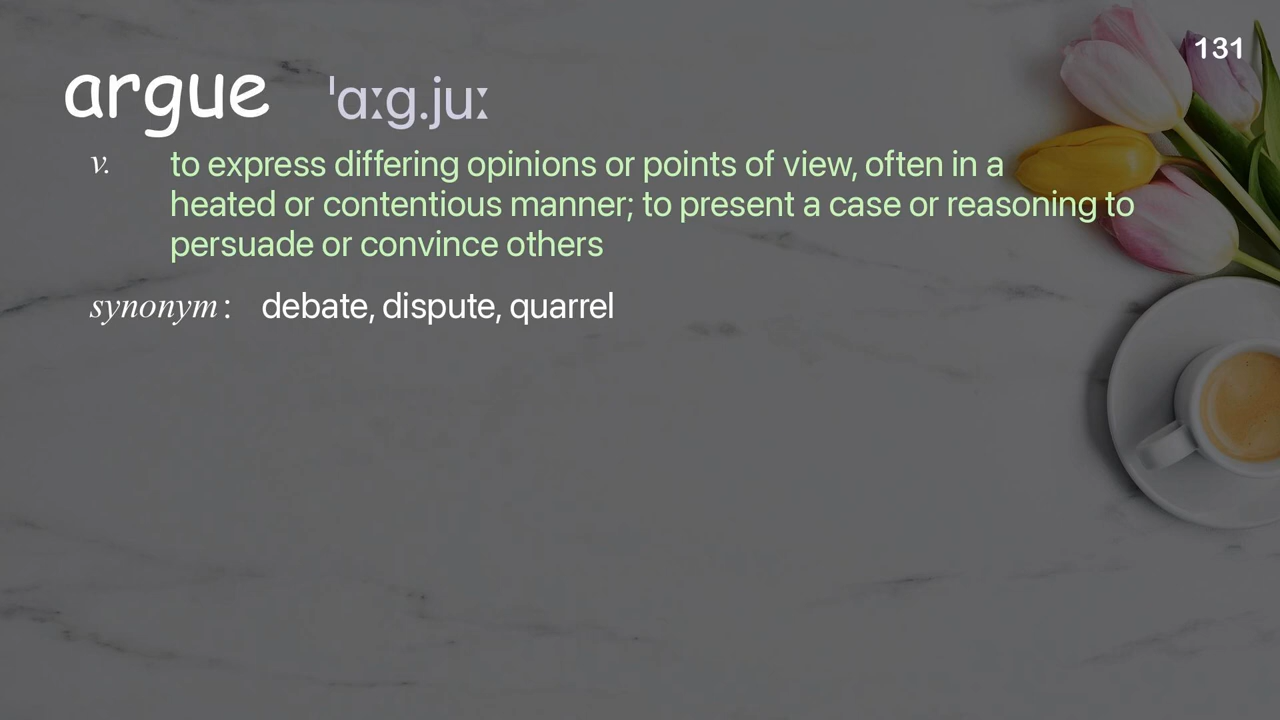 131
argue ˈɑːɡ.juː
v. to express differing opinions or points of view, often in a
heated or contentious manner; to present a case or reasoning to
persuade or convince others
synonym: debate, dispute, quarrel